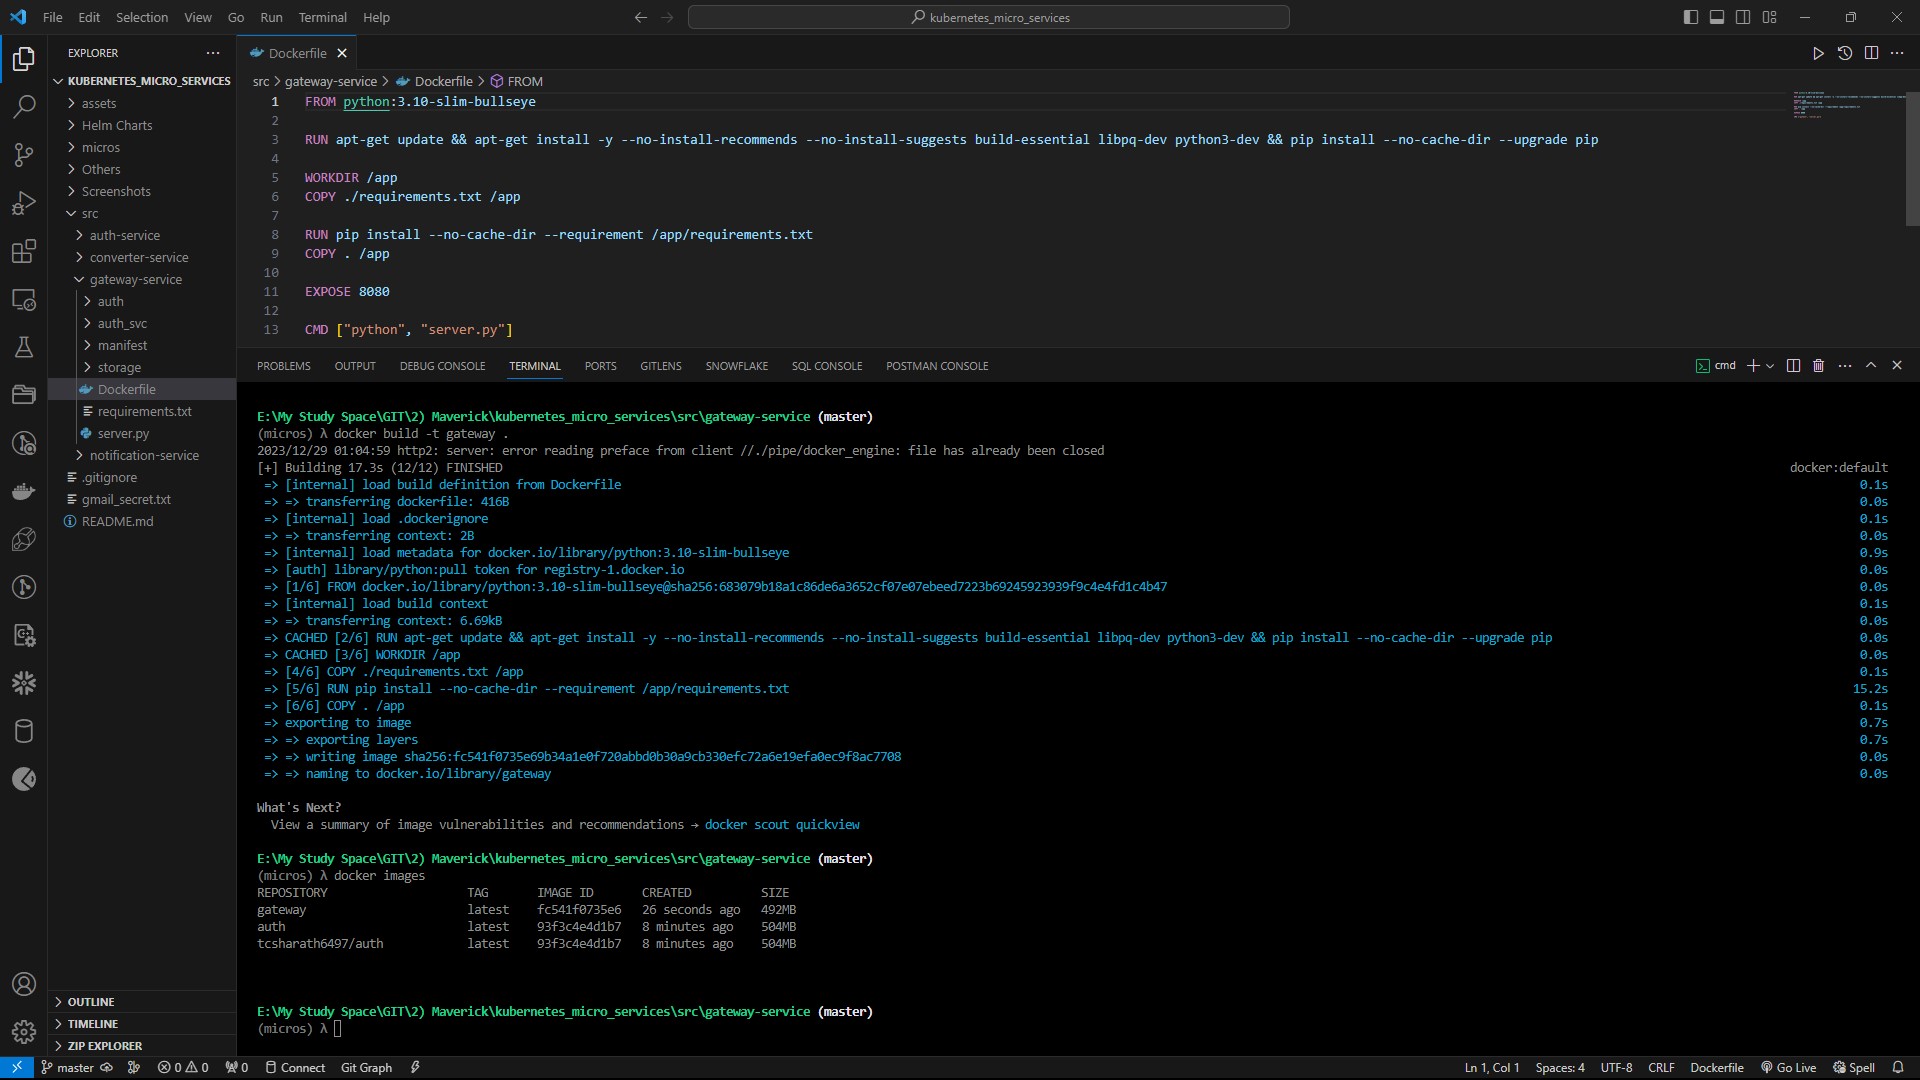 File Edit Selection View Go Run Terminal Help
kubernetes_micro_services
EXPLORER
KUBERNETES_MICRO_SERVICES
assets
Helm Charts
micros
Others
Screenshots
src
auth-service
converter-service
gateway-service
auth
auth_svc
manifest
storage
Dockerfile
requirements.txt
server.py
notification-service
.gitignore
gmail_secret.txt
README.md
OUTLINE
TIMELINE
ZIP EXPLORER
Dockerfile
src > gateway-service > Dockerfile > FROM
1 FROM python:3.10-slim-bullseye
2
3 RUN apt-get update && apt-get install -y --no-install-recommends --no-install-suggests build-essential libpq-dev python3-dev && pip install --no-cache-dir --upgrade pip
4
5 WORKDIR /app
6 COPY ./requirements.txt /app
7
8 RUN pip install --no-cache-dir --requirement /app/requirements.txt
9 COPY . /app
10
11 EXPOSE 8080
12
13 CMD ["python", "server.py"]
PROBLEMS OUTPUT DEBUG CONSOLE TERMINAL PORTS GITLENS SNOWFLAKE SQL CONSOLE POSTMAN CONSOLE
cmd
E:\My Study Space\GIT\2) Maverick\kubernetes_micro_services\src\gateway-service (master)
(micros) λ docker build -t gateway .
2023/12/29 01:04:59 http2: server: error reading preface from client //./pipe/docker_engine: file has already been closed
[+] Building 17.3s (12/12) FINISHED docker:default
=> [internal] load build definition from Dockerfile 0.1s
=> => transferring dockerfile: 416B 0.0s
=> [internal] load .dockerignore 0.1s
=> => transferring context: 2B 0.0s
=> [internal] load metadata for docker.io/library/python:3.10-slim-bullseye 0.9s
=> [auth] library/python:pull token for registry-1.docker.io 0.0s
=> [1/6] FROM docker.io/library/python:3.10-slim-bullseye@sha256:683079b18a1c86de6a3652cf07e07ebeed7223b69245923939f9c4e4fd1c4b47 0.0s
=> [internal] load build context 0.1s
=> => transferring context: 6.69kB 0.0s
=> CACHED [2/6] RUN apt-get update && apt-get install -y --no-install-recommends --no-install-suggests build-essential libpq-dev python3-dev && pip install --no-cache-dir --upgrade pip 0.0s
=> CACHED [3/6] WORKDIR /app 0.0s
=> [4/6] COPY ./requirements.txt /app 0.1s
=> [5/6] RUN pip install --no-cache-dir --requirement /app/requirements.txt 15.2s
=> [6/6] COPY . /app 0.1s
=> exporting to image 0.7s
=> => exporting layers 0.7s
=> => writing image sha256:fc541f0735e69b34a1e0f720abbd0b30a9cb330efc72a6e19efa0ec9f8ac7708 0.0s
=> => naming to docker.io/library/gateway 0.0s
What's Next?
View a summary of image vulnerabilities and recommendations → docker scout quickview
E:\My Study Space\GIT\2) Maverick\kubernetes_micro_services\src\gateway-service (master)
(micros) λ docker images
REPOSITORY TAG IMAGE ID CREATED SIZE
gateway latest fc541f0735e6 26 seconds ago 492MB
auth latest 93f3c4e4d1b7 8 minutes ago 504MB
tcsharath6497/auth latest 93f3c4e4d1b7 8 minutes ago 504MB
E:\My Study Space\GIT\2) Maverick\kubernetes_micro_services\src\gateway-service (master)
(micros) λ
master 0 0 0 Connect Git Graph Ln 1, Col 1 Spaces: 4 UTF-8 CRLF Dockerfile Go Live Spell